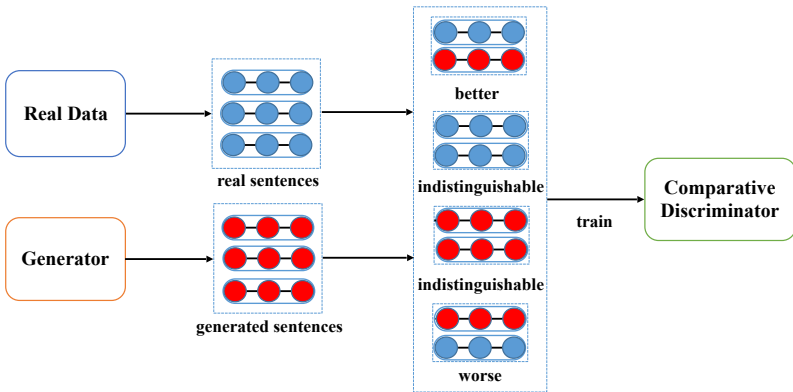 Real Data
real sentences
Generator
generated sentences
better
indistinguishable
indistinguishable
worse
train
Comparative
Discriminator